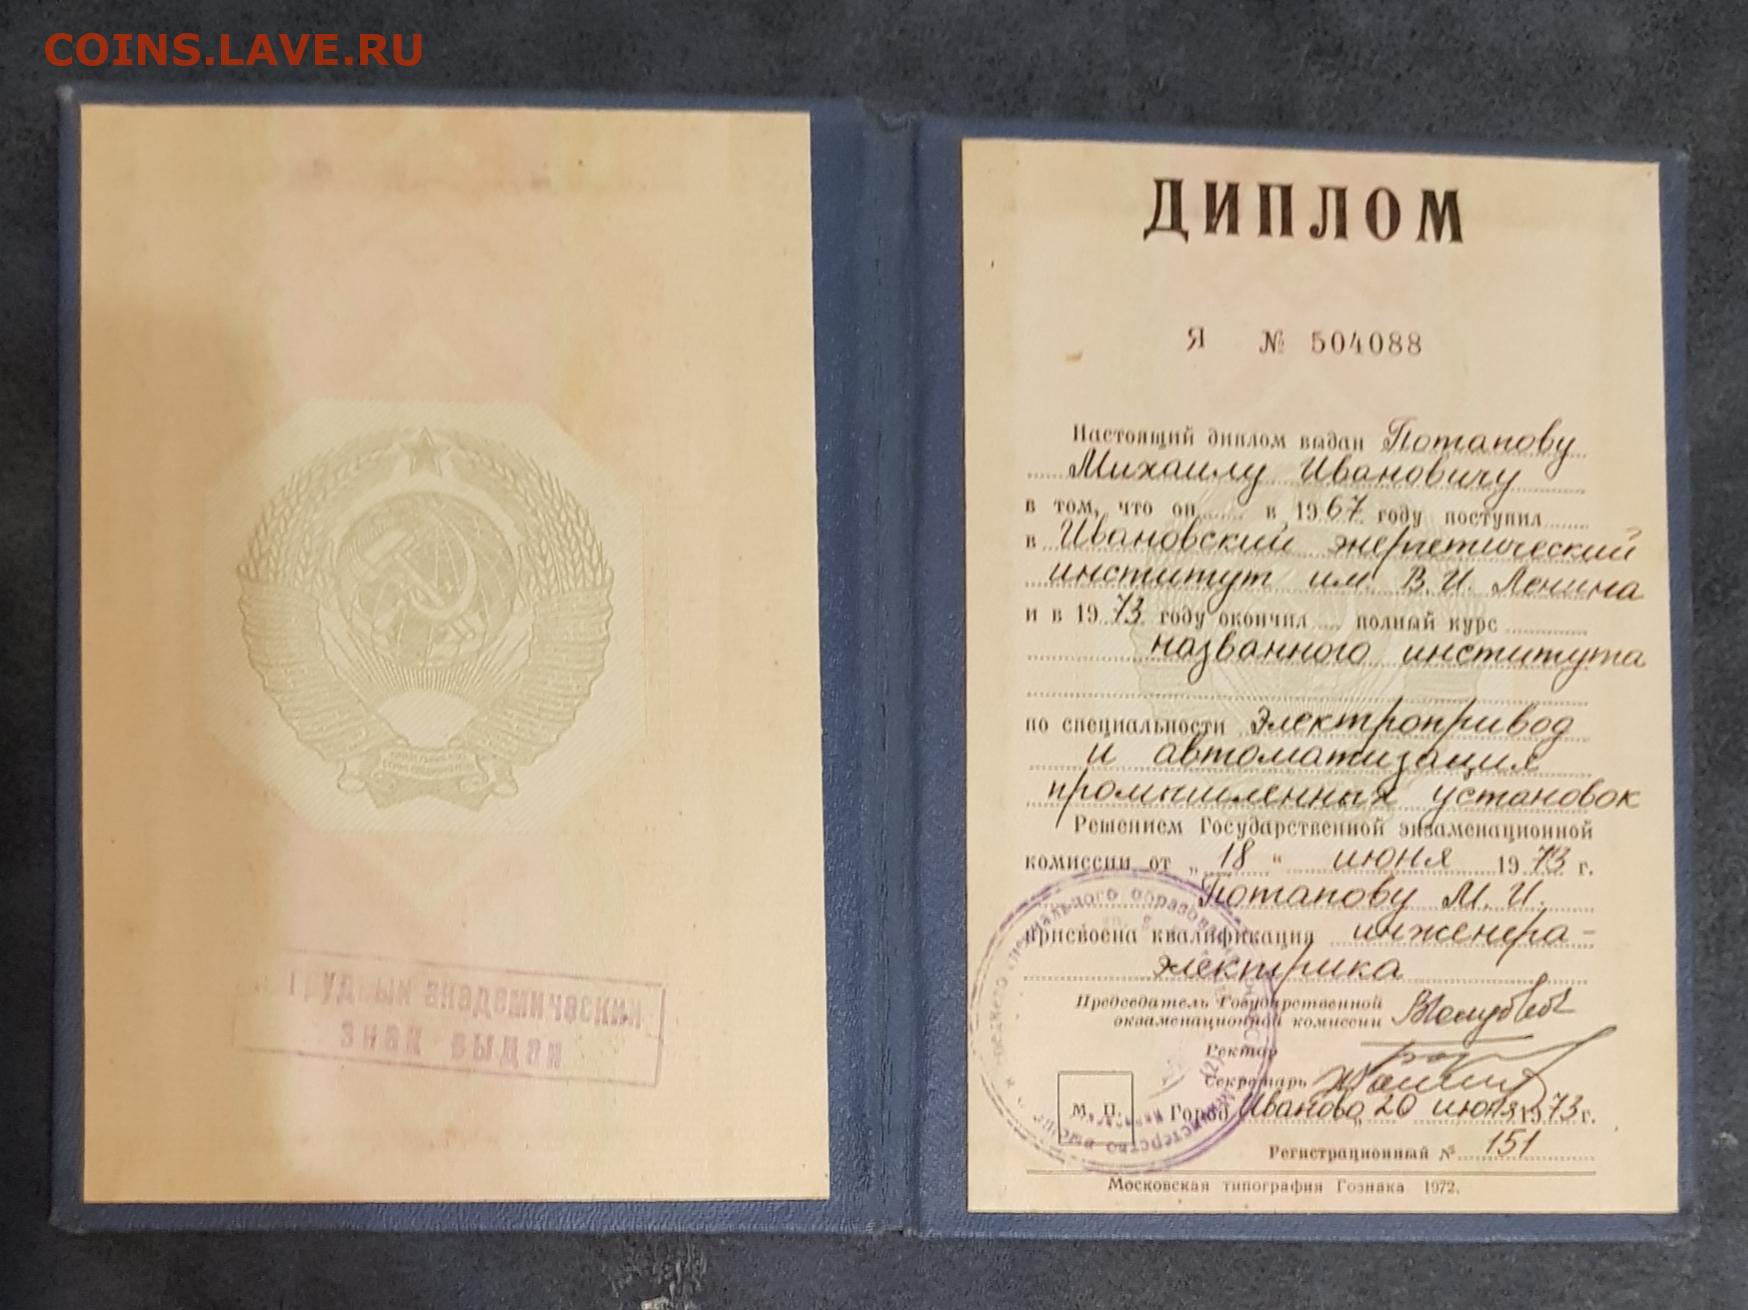 COINS.LAVE.RU
Нагрудный академический
знак выдан
ДИПЛОМ
Я № 504088
Настоящий диплом выдан Потапову
Михаилу Ивановичу
в том, что он в 1967 году поступил
в Ивановский энергетический
институт им. В. И. Ленина
и в 1973 году окончил полный курс
названного института
по специальности Электропривод
и автоматизация
промышленных установок
Решением Государственной экзаменационной
комиссии от „18“ июня 1973 г.
Потапову М. И.
присвоена квалификация инженера-
электрика
Председатель Государственной
экзаменационной комиссии
Ректар
Секретарь
М. П. Город Иваново, 20 июня 1973 г.
Регистрационный № 151
Московская типография Гознака 1972.